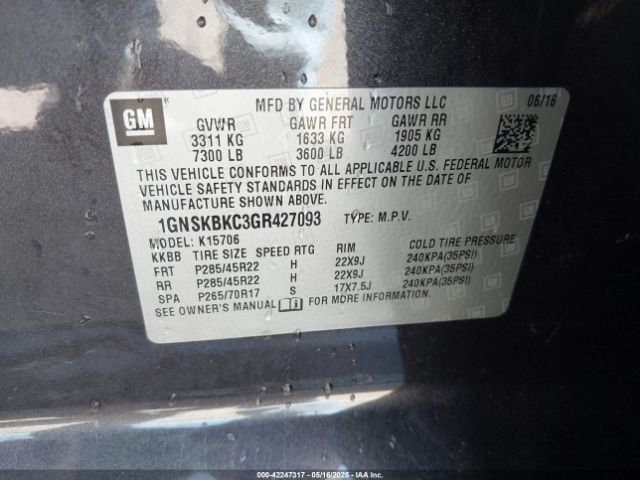 GM
MFD BY GENERAL MOTORS LLC 06/16
GVWR GAWR FRT GAWR RR
3311 KG 1633 KG 1905 KG
7300 LB 3600 LB 4200 LB
THIS VEHICLE CONFORMS TO ALL APPLICABLE U.S. FEDERAL MOTOR
VEHICLE SAFETY STANDARDS IN EFFECT ON THE DATE OF
MANUFACTURE SHOWN ABOVE.
1GNSKBKC3GR427093 TYPE: M.P.V.
MODEL: K15706
KKBB TIRE SIZE SPEED RTG RIM COLD TIRE PRESSURE
FRT P285/45R22 H 22X9J 240KPA(35PSI)
RR P285/45R22 H 22X9J 240KPA(35PSI)
SPA P265/70R17 S 17X7.5J 240KPA(35PSI)
SEE OWNER'S MANUAL FOR MORE INFORMATION.
000-42247317 - 05/16/2025 - IAAI.COM